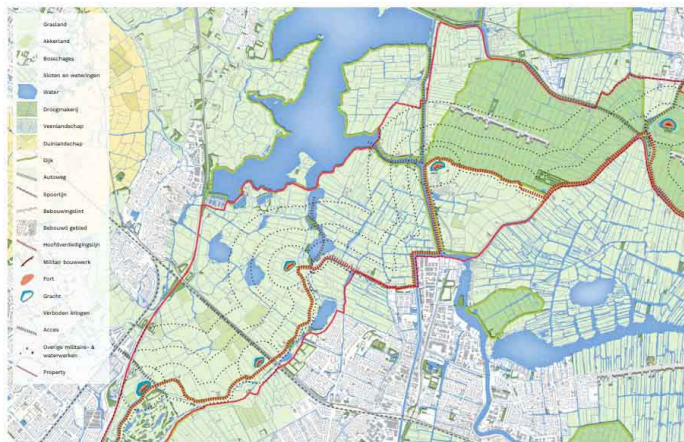 Grasland
Akkerland
Bosschages
Sloten en weteringen
Water
Droogmakerij
Veenlandschap
Duinlandschap
Dijk
Autoweg
Spoorlijn
Bebouwingslint
Bebouwd gebied
Hoofdverdedigingslijn
Militair bouwwerk
Fort
Gracht
Verboden kringen
Acces
Overige militaire- &
waterwerken
Property